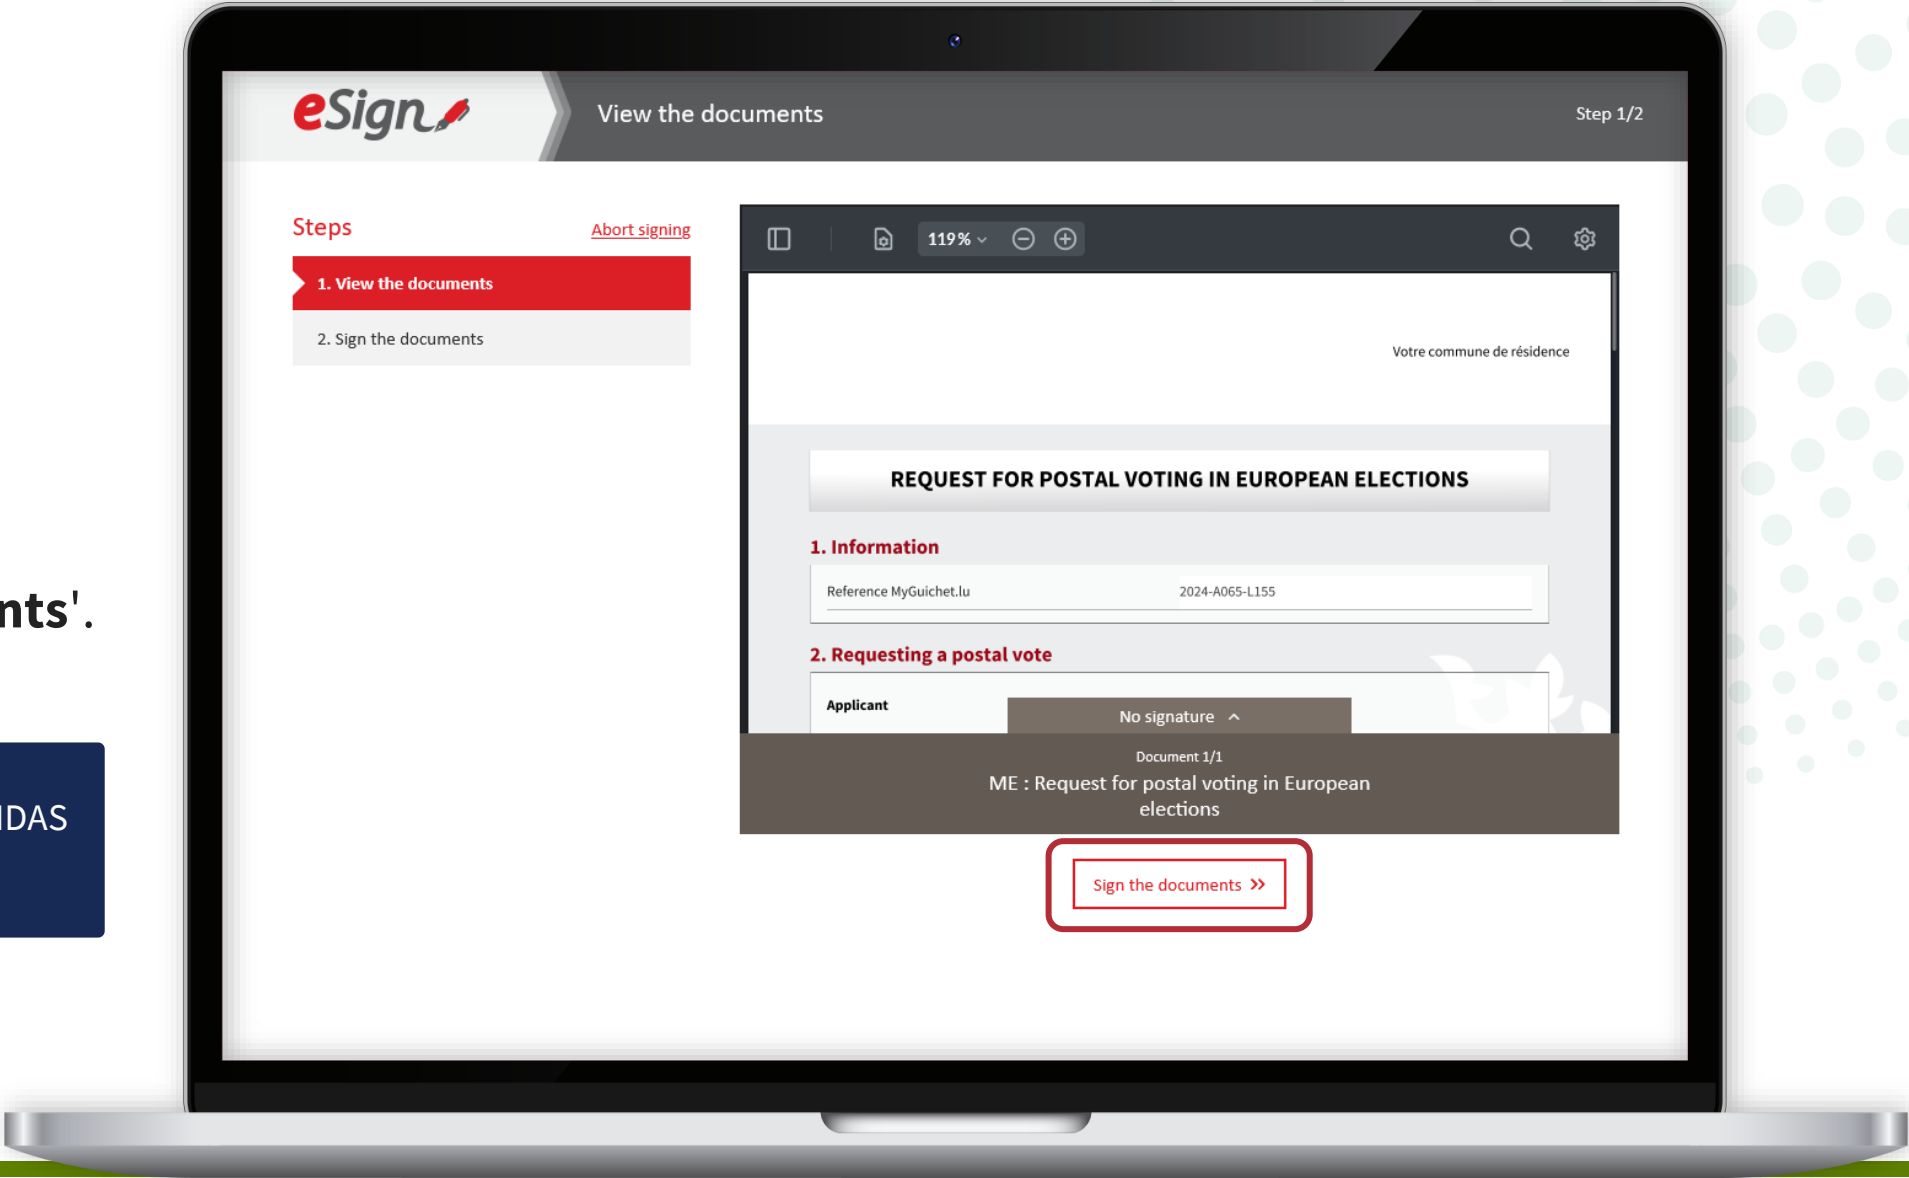 eSign
View the documents
Step 1/2
Steps
Abort signing
1. View the documents
2. Sign the documents
119%
Votre commune de résidence
REQUEST FOR POSTAL VOTING IN EUROPEAN ELECTIONS
1. Information
Reference MyGuichet.lu
2024-A065-L155
2. Requesting a postal vote
Applicant
No signature
Document 1/1
ME : Request for postal voting in European
elections
Sign the documents
nts'.
IDAS